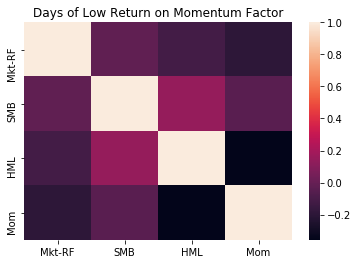 Days of Low Return on Momentum Factor
Mkt-RF
SMB
HML
Mom
Mkt-RF
SMB
HML
Mom
1.0
0.8
0.6
0.4
0.2
0.0
−0.2